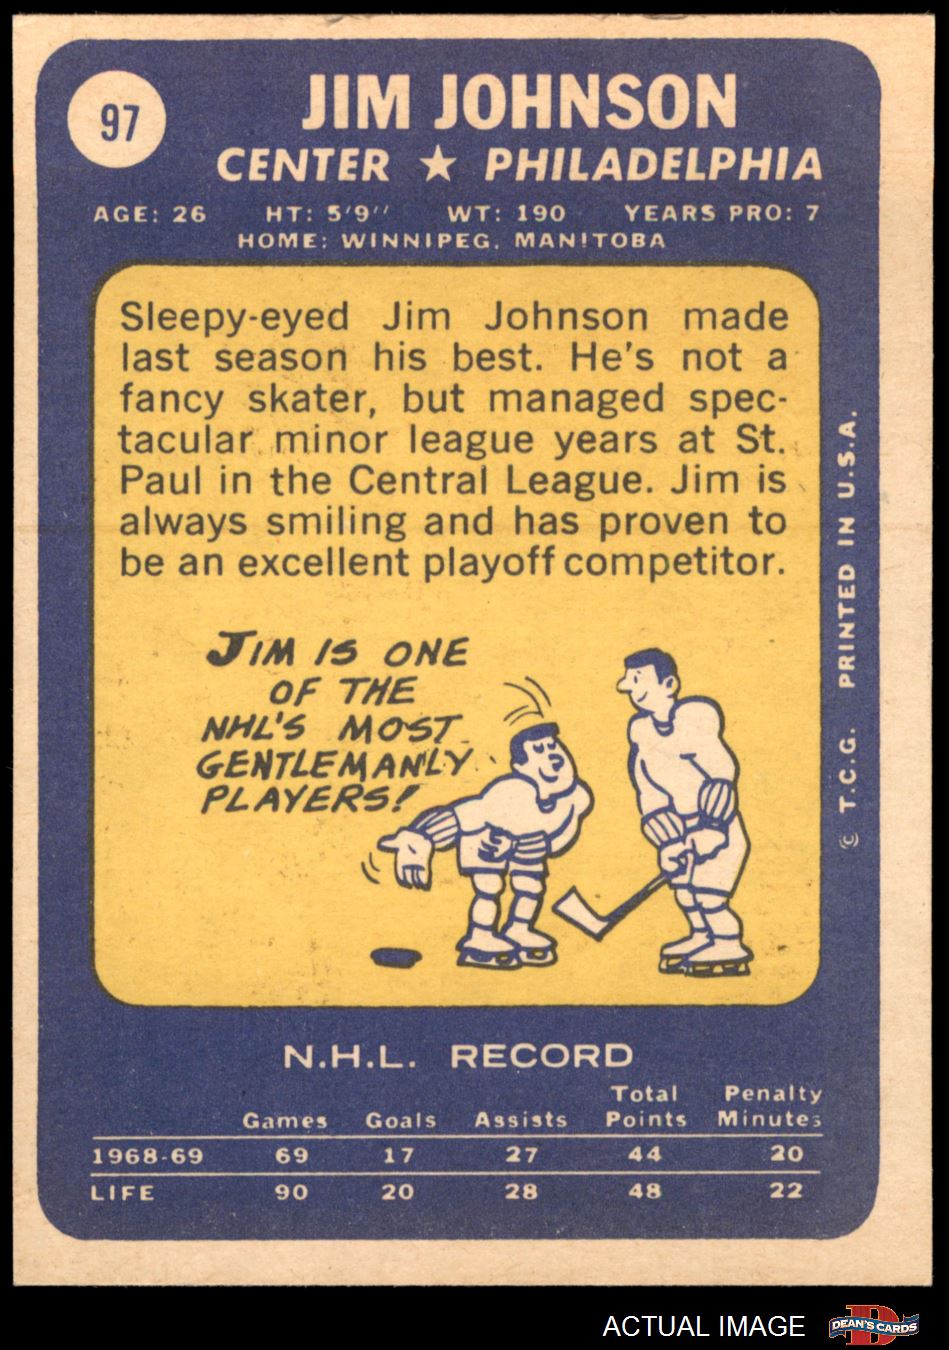 97
JIM JOHNSON
CENTER ★ PHILADELPHIA
AGE: 26 HT: 5'9'' WT: 190 YEARS PRO: 7
HOME: WINNIPEG, MANITOBA
Sleepy-eyed Jim Johnson made
last season his best. He's not a
fancy skater, but managed spec-
tacular minor league years at St.
Paul in the Central League. Jim is
always smiling and has proven to
be an excellent playoff competitor.
JIM IS ONE
OF THE
NHL'S MOST
GENTLEMANLY
PLAYERS!
© T.C.G. PRINTED IN U.S.A.
N.H.L. RECORD
Games Goals Assists Total Points Penalty Minutes
1968-69 69 17 27 44 20
LIFE 90 20 28 48 22
ACTUAL IMAGE
D
DEAN'S CARDS